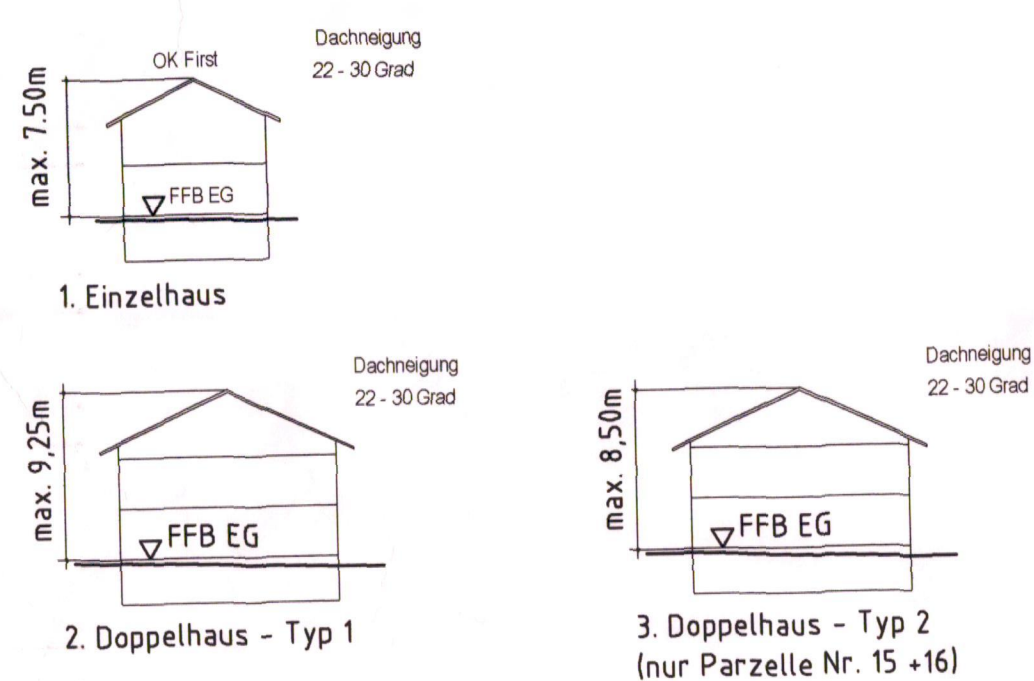 Dachneigung
22 - 30 Grad
OK First
max. 7.50m
FFB EG
1. Einzelhaus
Dachneigung
22 - 30 Grad
max. 9,25m
FFB EG
2. Doppelhaus - Typ 1
Dachneigung
22 - 30 Grad
max. 8,50m
FFB EG
3. Doppelhaus - Typ 2
(nur Parzelle Nr. 15 +16)